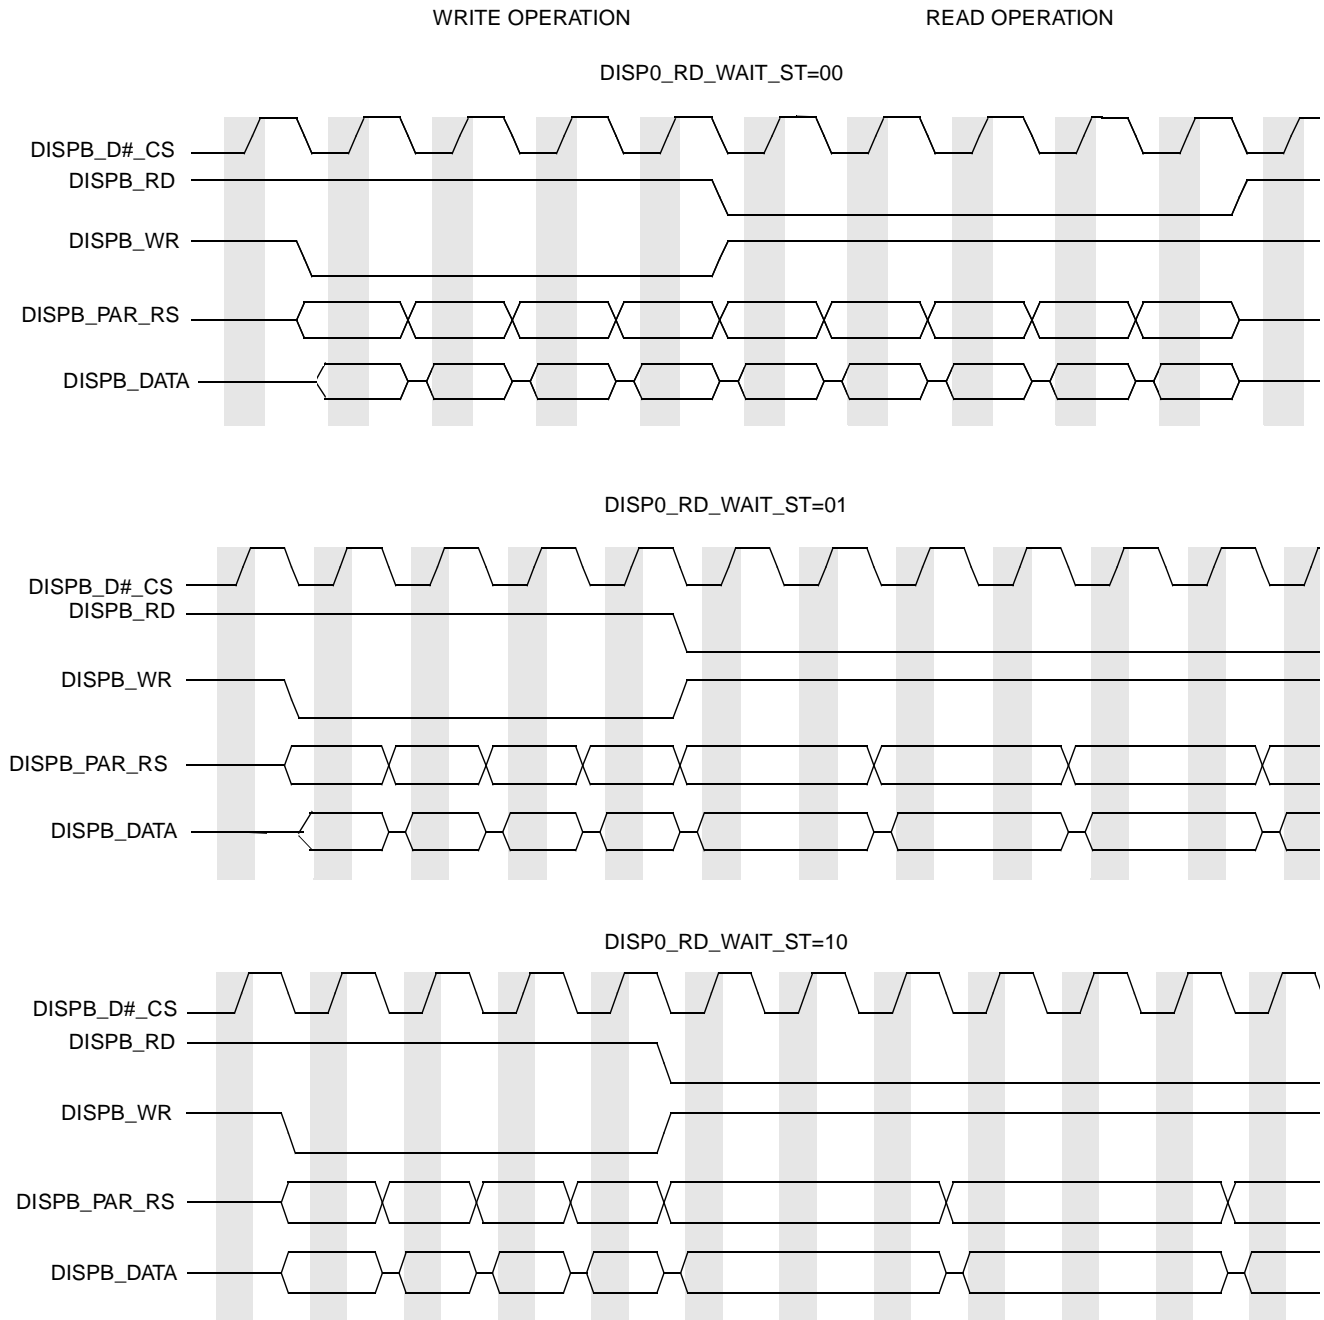 WRITE OPERATION READ OPERATION
DISP0_RD_WAIT_ST=00
DISPB_D#_CS
DISPB_RD
DISPB_WR
DISPB_PAR_RS
DISPB_DATA
DISP0_RD_WAIT_ST=01
DISPB_D#_CS
DISPB_RD
DISPB_WR
DISPB_PAR_RS
DISPB_DATA
DISP0_RD_WAIT_ST=10
DISPB_D#_CS
DISPB_RD
DISPB_WR
DISPB_PAR_RS
DISPB_DATA